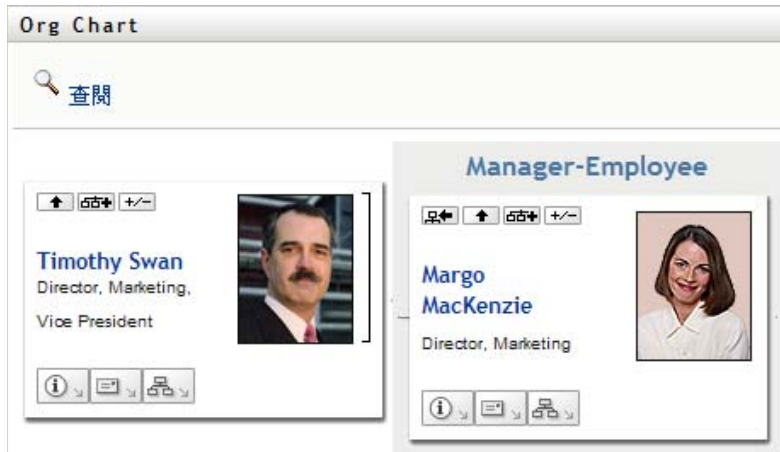 Org Chart
查閱
Manager-Employee
+/-
Timothy Swan
Director, Marketing,
Vice President
+/-
Margo
MacKenzie
Director, Marketing